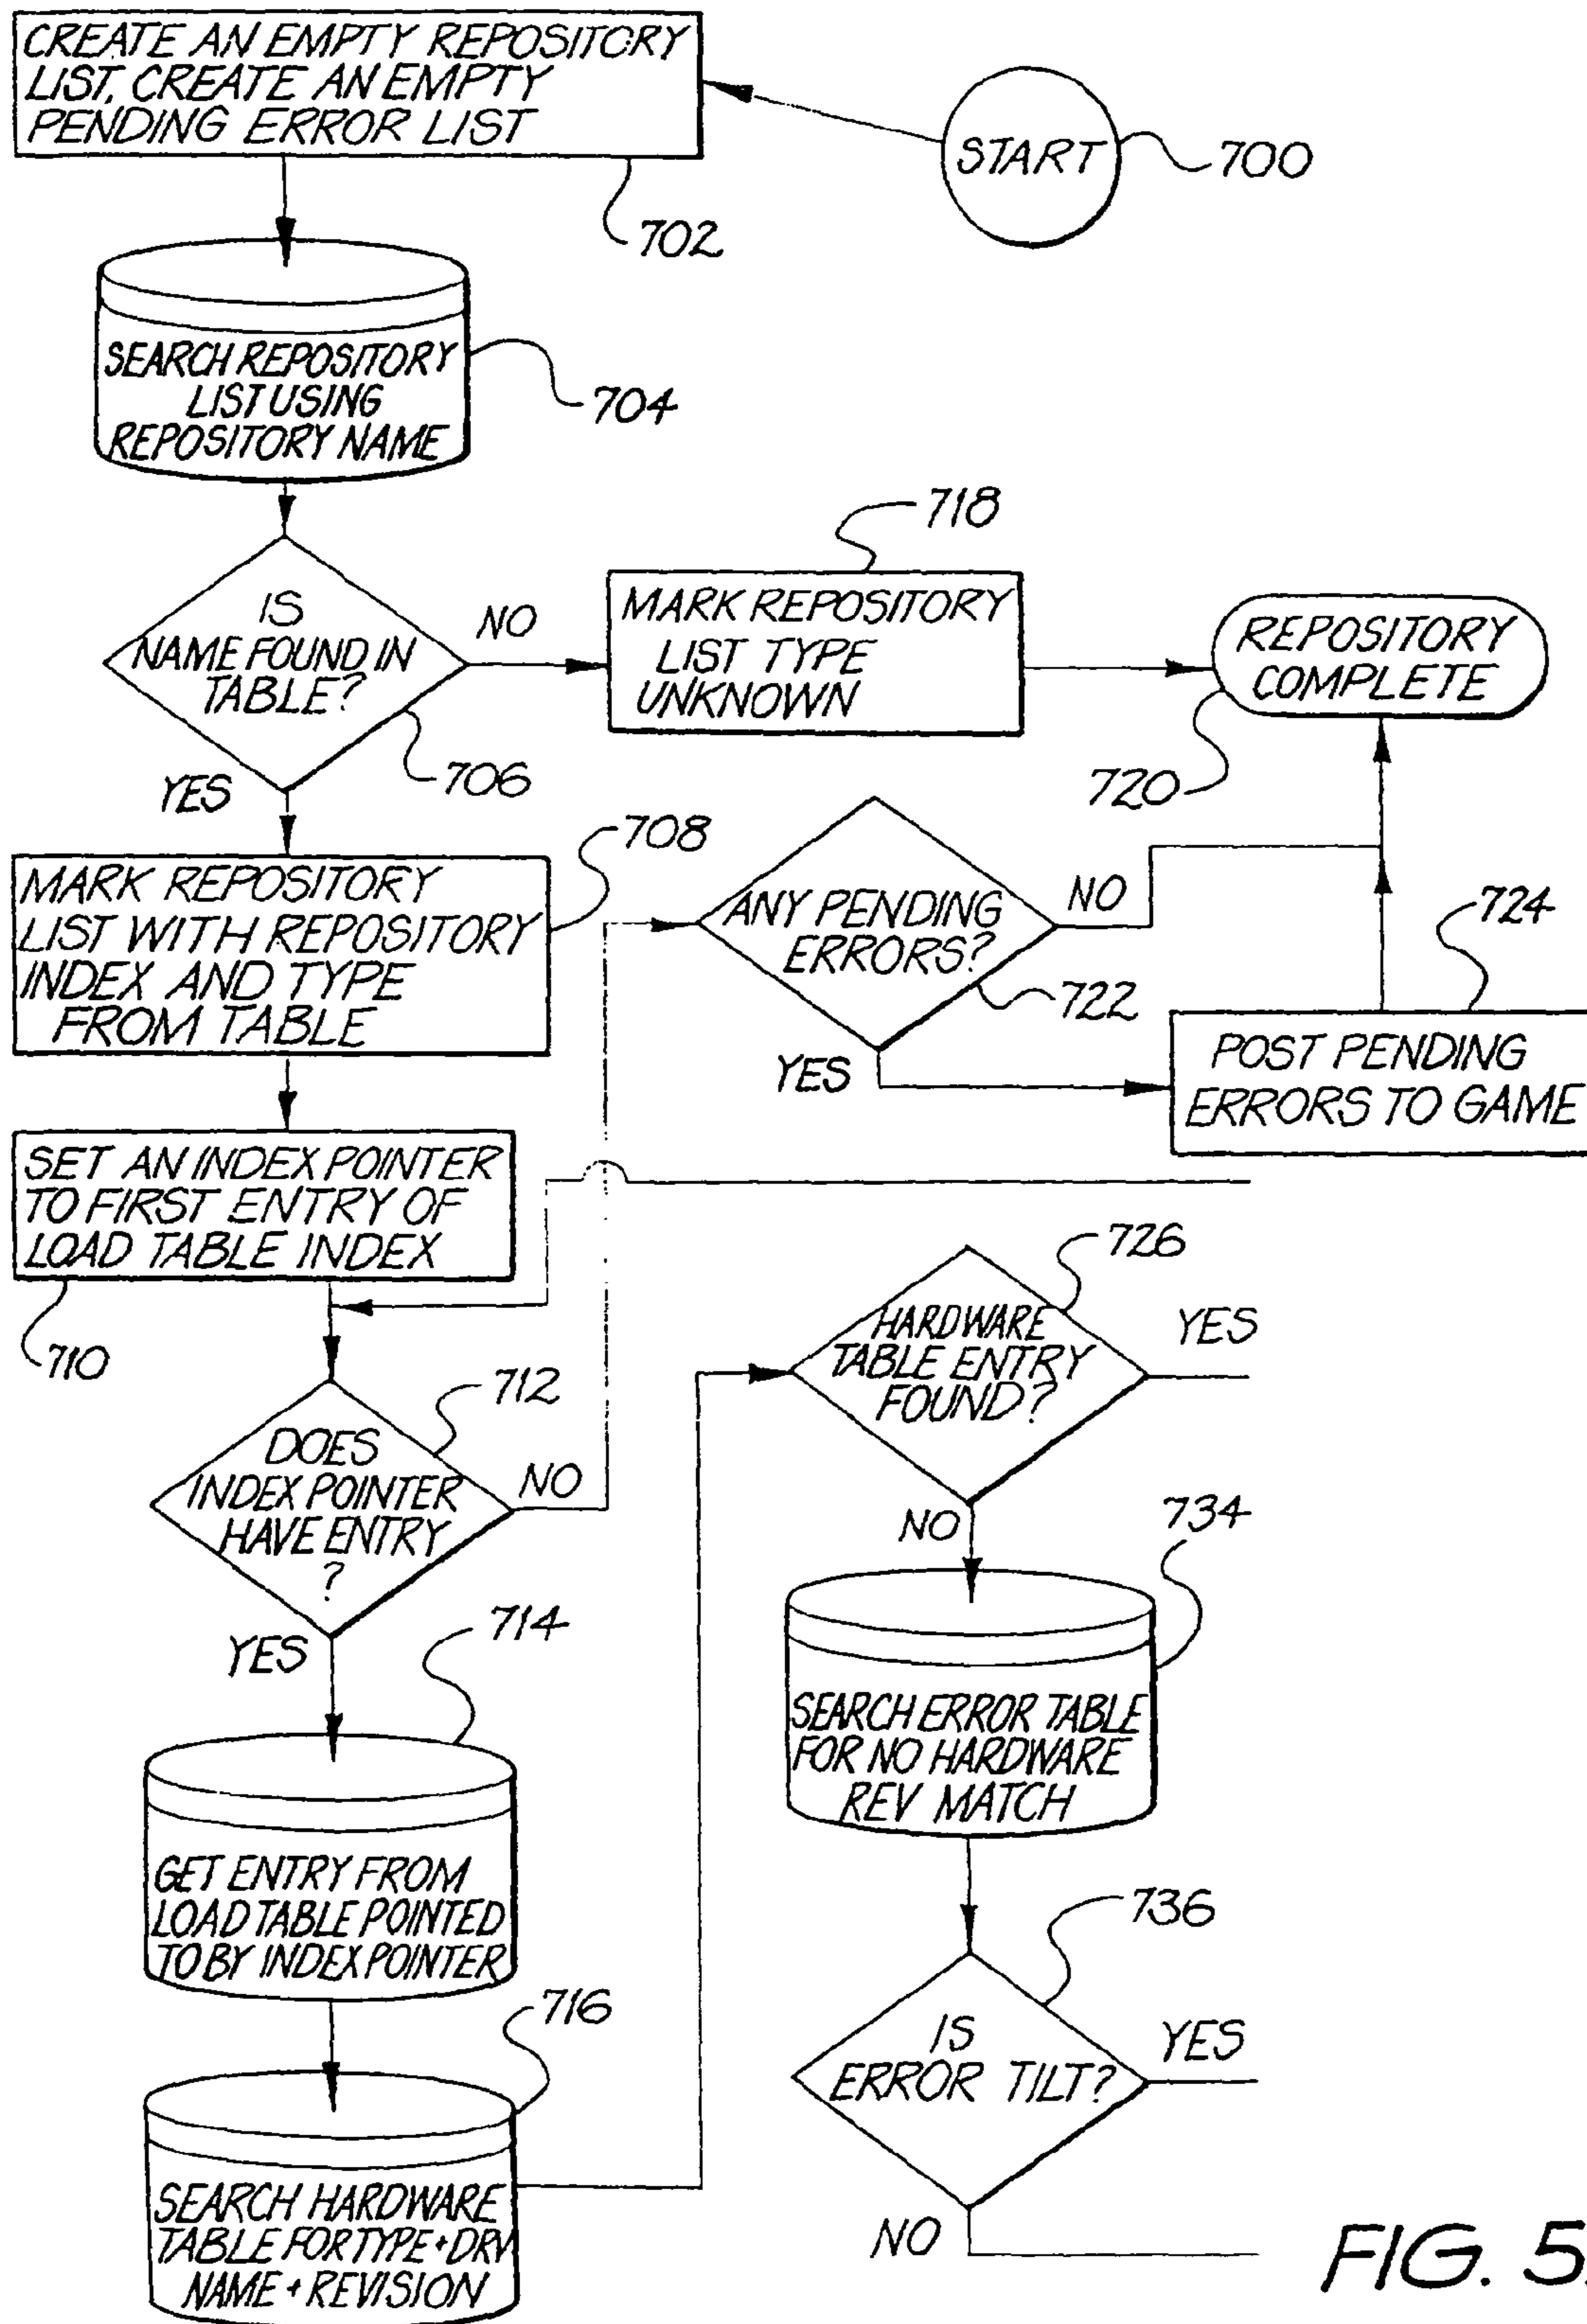 CREATE AN EMPTY REPOSITORY
LIST, CREATE AN EMPTY
PENDING ERROR LIST
START
700
702
SEARCH REPOSITORY
LIST USING
REPOSITORY NAME
704
718
IS
NAME FOUND IN
TABLE?
NO
706
YES
MARK REPOSITORY
LIST TYPE
UNKNOWN
REPOSITORY
COMPLETE
720
708
MARK REPOSITORY
LIST WITH REPOSITORY
INDEX AND TYPE
FROM TABLE
ANY PENDING
ERRORS?
NO
722
YES
724
POST PENDING
ERRORS TO GAME
SET AN INDEX POINTER
TO FIRST ENTRY OF
LOAD TABLE INDEX
710
726
HARDWARE
TABLE ENTRY
FOUND?
YES
NO
712
DOES
INDEX POINTER
HAVE ENTRY
?
NO
YES
734
SEARCH ERROR TABLE
FOR NO HARDWARE
REV MATCH
714
GET ENTRY FROM
LOAD TABLE POINTED
TO BY INDEX POINTER
736
IS
ERROR TILT?
YES
NO
716
SEARCH HARDWARE
TABLE FOR TYPE + DRV
NAME + REVISION
FIG. 5